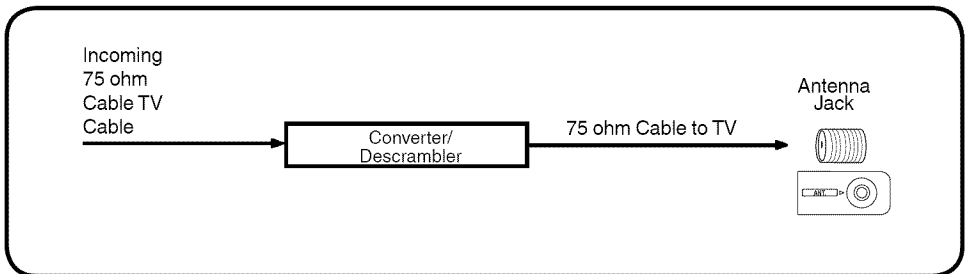 Incoming
75 ohm
Cable TV
Cable
Converter/
Descrambler
75 ohm Cable to TV
Antenna
Jack
ANT.